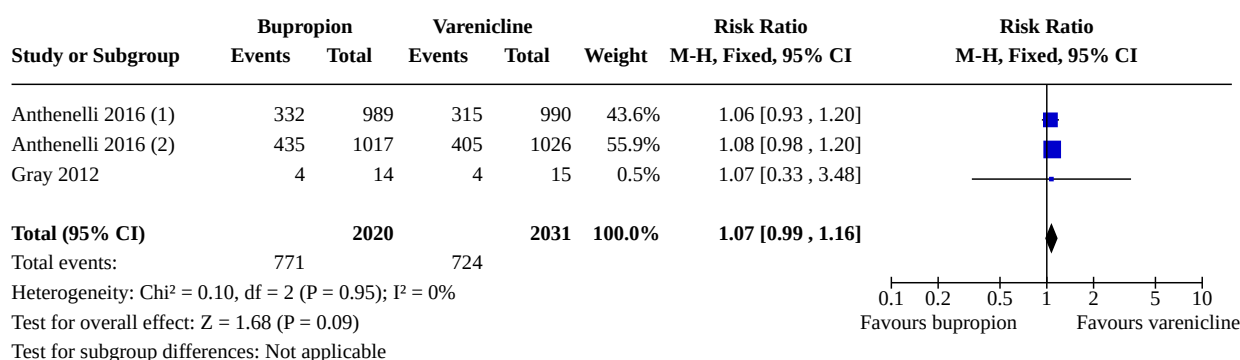 Bupropion Varenicline Risk Ratio Risk Ratio
Study or Subgroup Events Total Events Total Weight M-H, Fixed, 95% CI M-H, Fixed, 95% CI
Anthenelli 2016 (1) 332 989 315 990 43.6% 1.06 [0.93 , 1.20]
Anthenelli 2016 (2) 435 1017 405 1026 55.9% 1.08 [0.98 , 1.20]
Gray 2012 4 14 4 15 0.5% 1.07 [0.33 , 3.48]
Total (95% CI) 2020 2031 100.0% 1.07 [0.99 , 1.16]
Total events: 771 724
Heterogeneity: Chi² = 0.10, df = 2 (P = 0.95); I² = 0%
0.1 0.2 0.5 1 2 5 10
Test for overall effect: Z = 1.68 (P = 0.09) Favours bupropion Favours varenicline
Test for subgroup differences: Not applicable